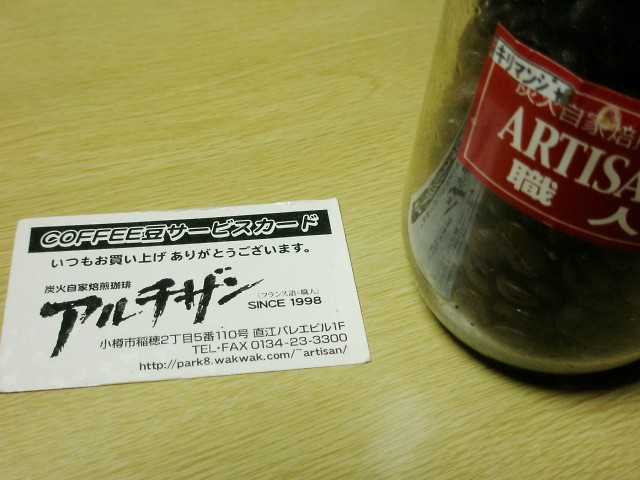 COFFEE豆サービスカード
いつもお買い上げ ありがとうございます。
炭火自家焙煎珈琲
アルチザン
(フランス語=職人)
SINCE 1998
小樽市稲穂2丁目5番110号 直江パレエビル1F
TEL・FAX 0134-23-3300
http://park8.wakwak.com/~artisan/
キリマンジャ
炭火自家焙
ARTISA
職人